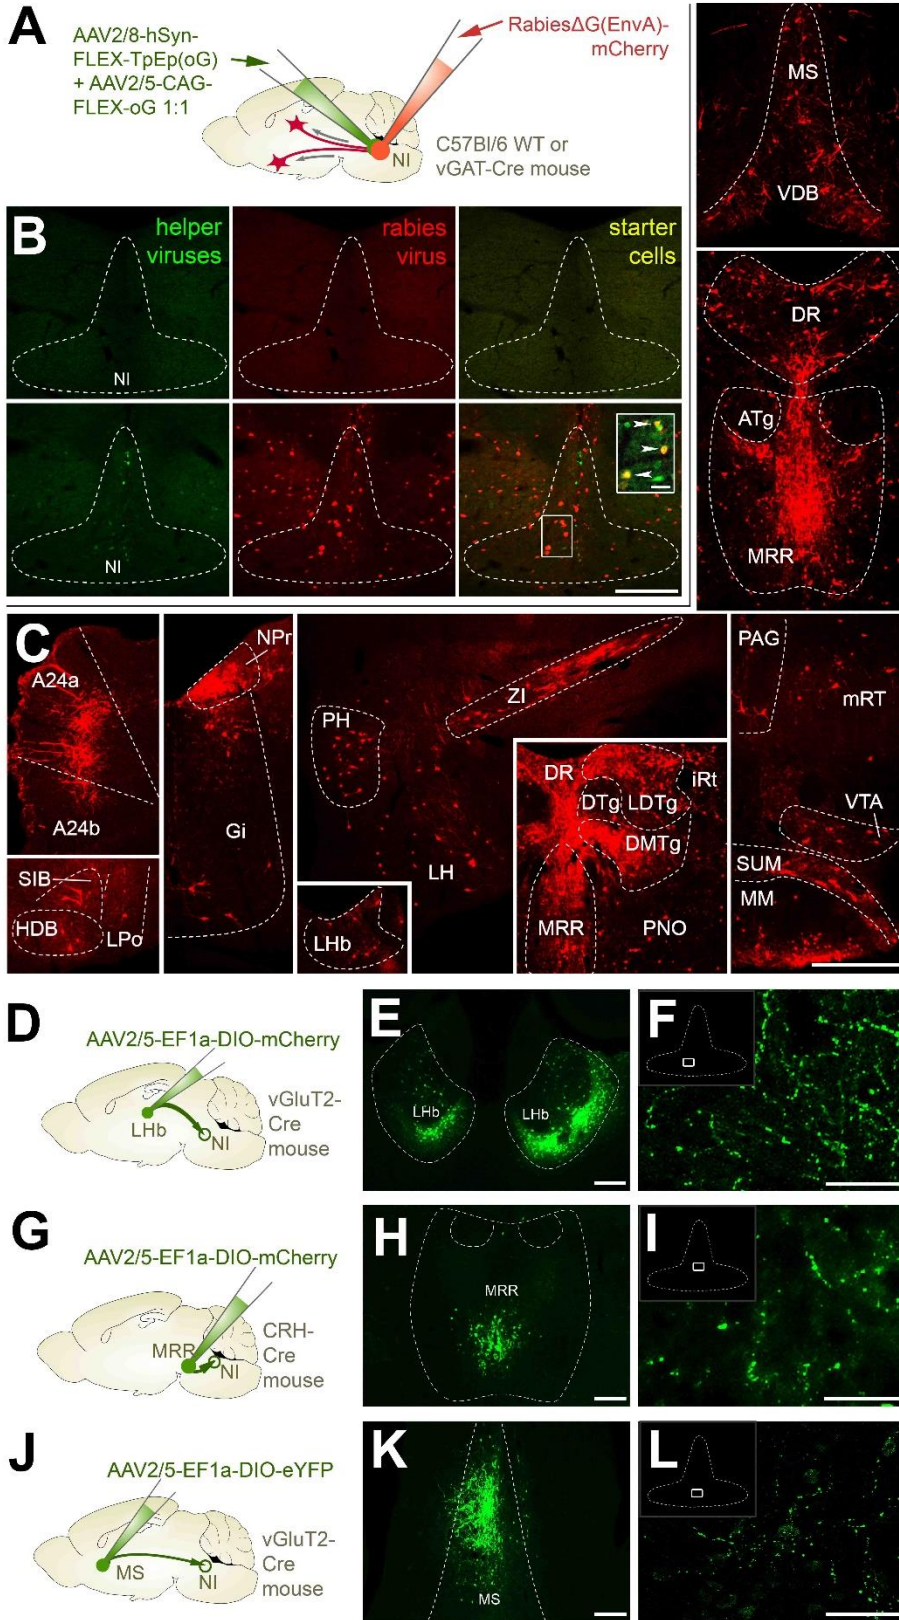 A
AAV2/8-hSyn-
FLEX-TpEp(oG)
+ AAV2/5-CAG-
FLEX-oG 1:1
RabiesΔG(EnvA)-
mCherry
NI
C57Bl/6 WT or
vGAT-Cre mouse
MS
VDB
B
helper
viruses
rabies
virus
starter
cells
NI
NI
DR
ATg
MRR
C
A24a
A24b
SIB
HDB
LPo
NPr
Gi
PH
ZI
LH
LHb
DR
DTg
LDTg
iRt
DMTg
MRR
PNO
PAG
mRT
VTA
SUM
MM
D
AAV2/5-EF1a-DIO-mCherry
LHb
NI
vGluT2-
Cre
mouse
E
LHb
LHb
F
G
AAV2/5-EF1a-DIO-mCherry
MRR
NI
CRH-
Cre
mouse
H
MRR
I
J
AAV2/5-EF1a-DIO-eYFP
MS
NI
vGluT2-
Cre
mouse
K
MS
L